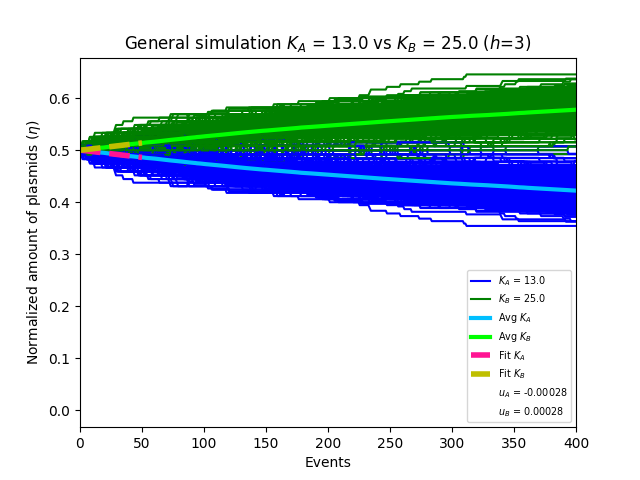 General simulation K_A = 13.0 vs K_B = 25.0 (h=3)
Normalized amount of plasmids (η)
0.6
0.5
0.4
0.3
0.2
0.1
0.0
K_A = 13.0
K_B = 25.0
Avg K_A
Avg K_B
Fit K_A
Fit K_B
u_A = -0.00028
u_B = 0.00028
0 50 100 150 200 250 300 350 400
Events